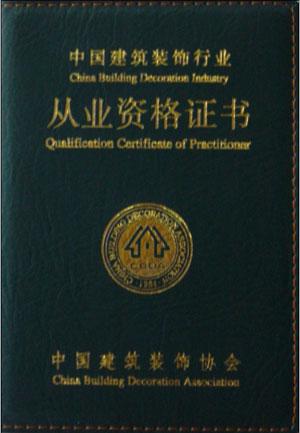 中国建筑装饰行业
China Building Decoration Industry
从业资格证书
Qualification Certificate of Practitioner
CHINA BUILDING DECORATION ASSOCIATION
CBDA
1984
中国建筑装饰协会
China Building Decoration Association